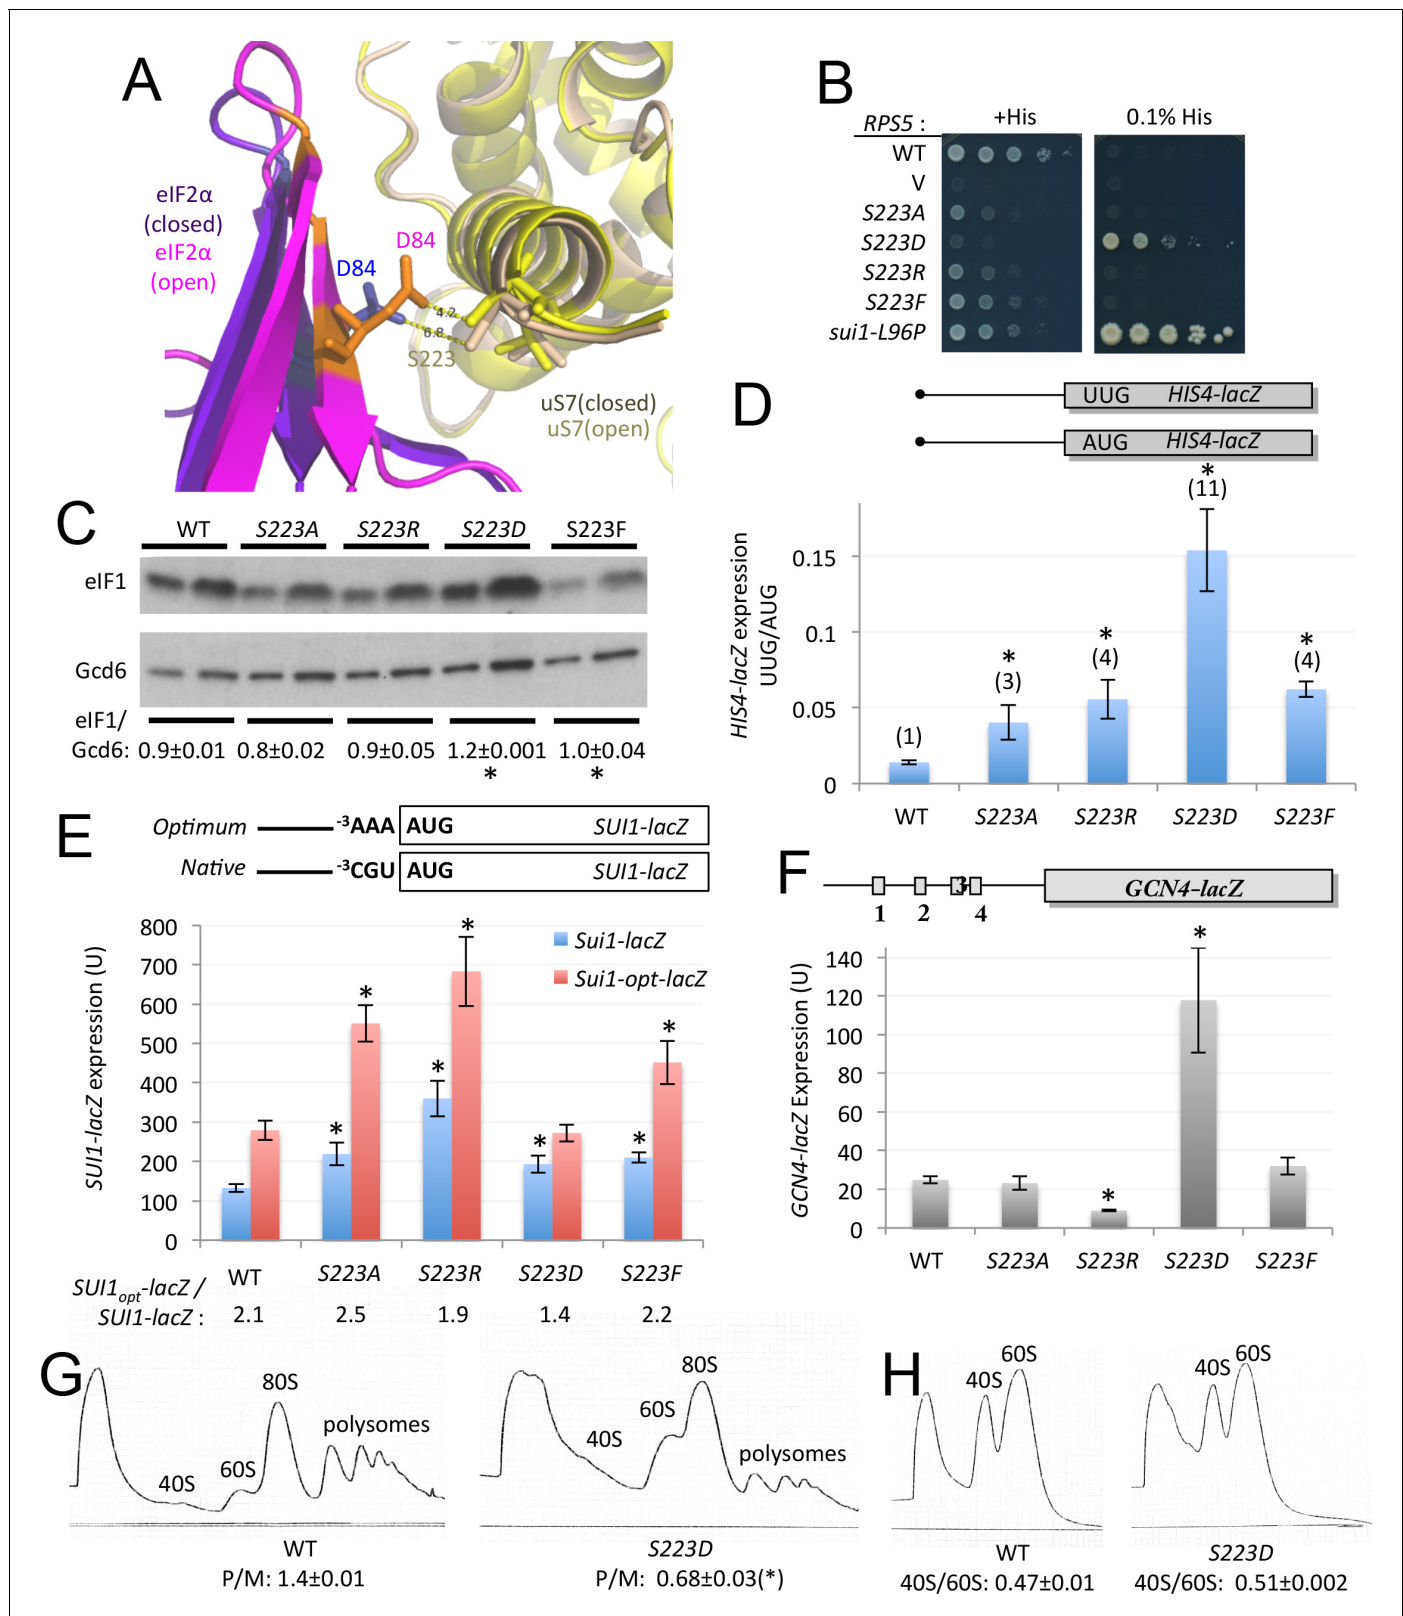 A
eIF2α
(closed)
eIF2α
(open)
D84
D84
4.2
6.8
S223
uS7(closed)
uS7(open)
B
RPS5 :
+His
0.1% His
WT
V
S223A
S223D
S223R
S223F
sui1-L96P
C
WT
S223A
S223R
S223D
S223F
eIF1
Gcd6
eIF1/
Gcd6: 0.9±0.01 0.8±0.02 0.9±0.05 1.2±0.001 1.0±0.04
* *
D
UUG HIS4-lacZ
AUG HIS4-lacZ
HIS4-lacZ expression
UUG/AUG
0.15
0.1
0.05
0
(1)
*
(3)
*
(4)
*
(11)
*
(4)
WT S223A S223R S223D S223F
E
Optimum -3AAA AUG SUI1-lacZ
Native -3CGU AUG SUI1-lacZ
SUI1-lacZ expression (U)
800
700
600
500
400
300
200
100
0
Sui1-lacZ
Sui1-opt-lacZ
* * * * * * *
WT S223A S223R S223D S223F
SUI1opt-lacZ /
SUI1-lacZ : 2.1 2.5 1.9 1.4 2.2
F
1 2 3 4
GCN4-lacZ
GCN4-lacZ Expression (U)
140
120
100
80
60
40
20
0
* *
WT S223A S223R S223D S223F
G
40S
60S
80S
polysomes
WT
P/M: 1.4±0.01
40S
60S
80S
polysomes
S223D
P/M: 0.68±0.03(*)
H
40S
60S
WT
40S/60S: 0.47±0.01
40S
60S
S223D
40S/60S: 0.51±0.002